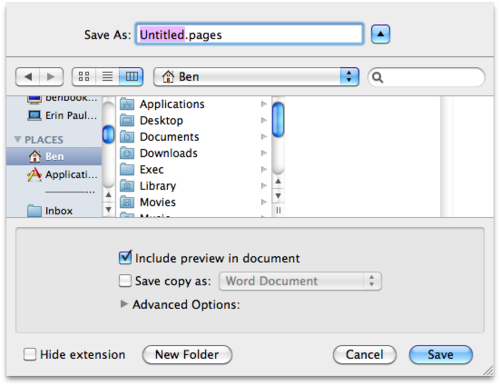 Save As: Untitled.pages
Ben
benbook...
Erin Paul...
PLACES
Ben
Applicati...
Inbox
Applications
Desktop
Documents
Downloads
Exec
Library
Movies
Music
Include preview in document
Save copy as: Word Document
Advanced Options:
Hide extension New Folder Cancel Save